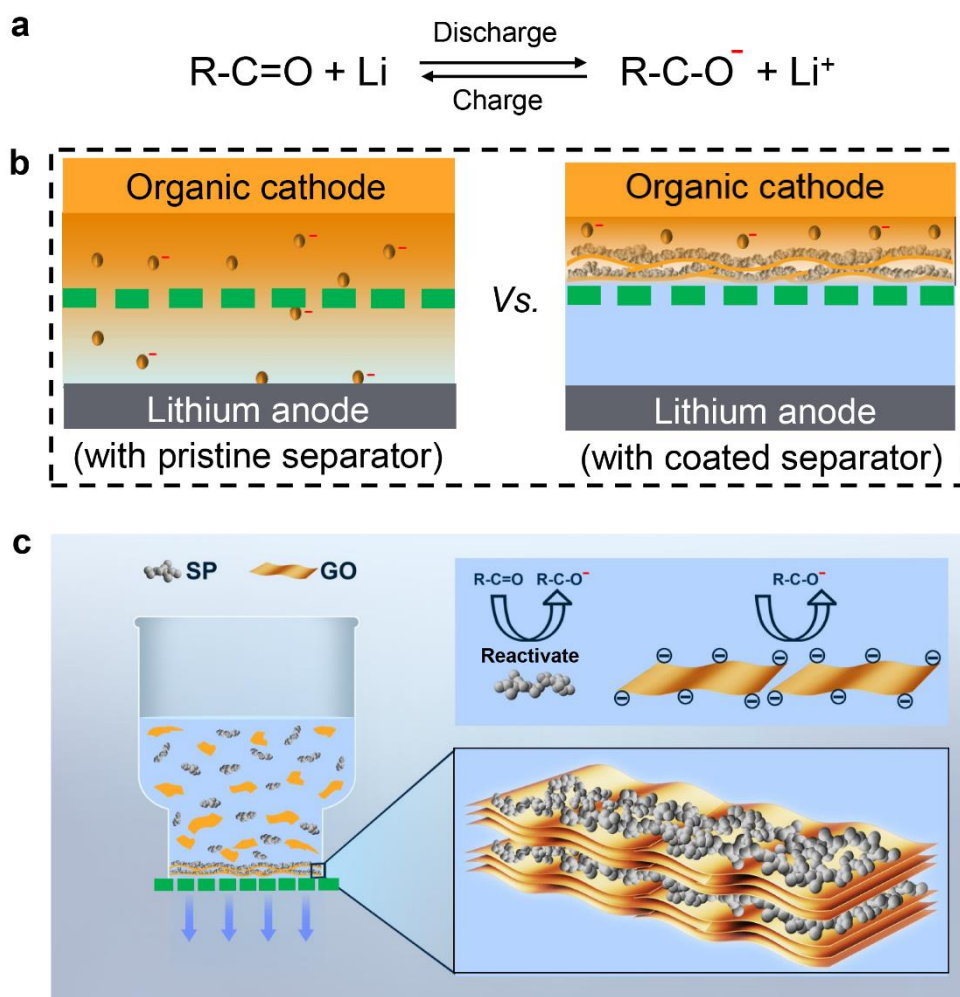 a
Discharge
R-C=O + Li R-C-O⁻ + Li⁺
Charge
b
Organic cathode
Organic cathode
Vs.
Lithium anode
Lithium anode
(with pristine separator)
(with coated separator)
c
SP GO
R-C=O R-C-O⁻
R-C-O⁻
Reactivate